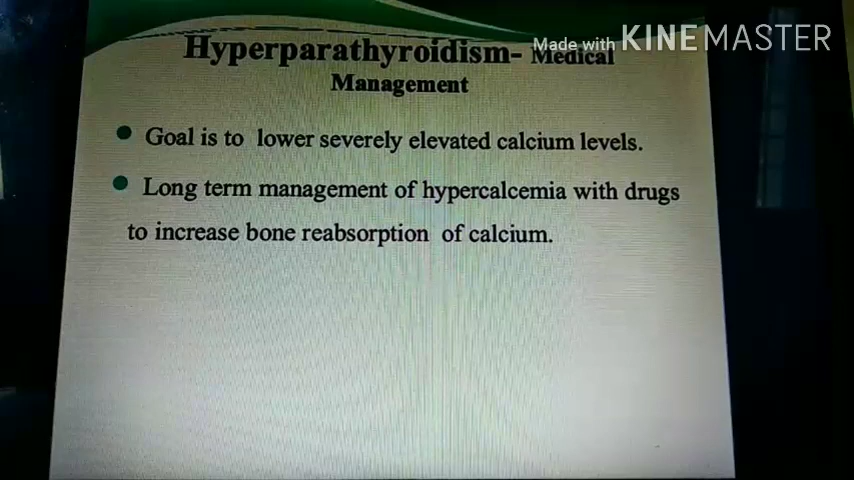 Hyperparathyroidism- Medical
Made with KINEMASTER
Management
Goal is to lower severely elevated calcium levels.
Long term management of hypercalcemia with drugs
to increase bone reabsorption of calcium.